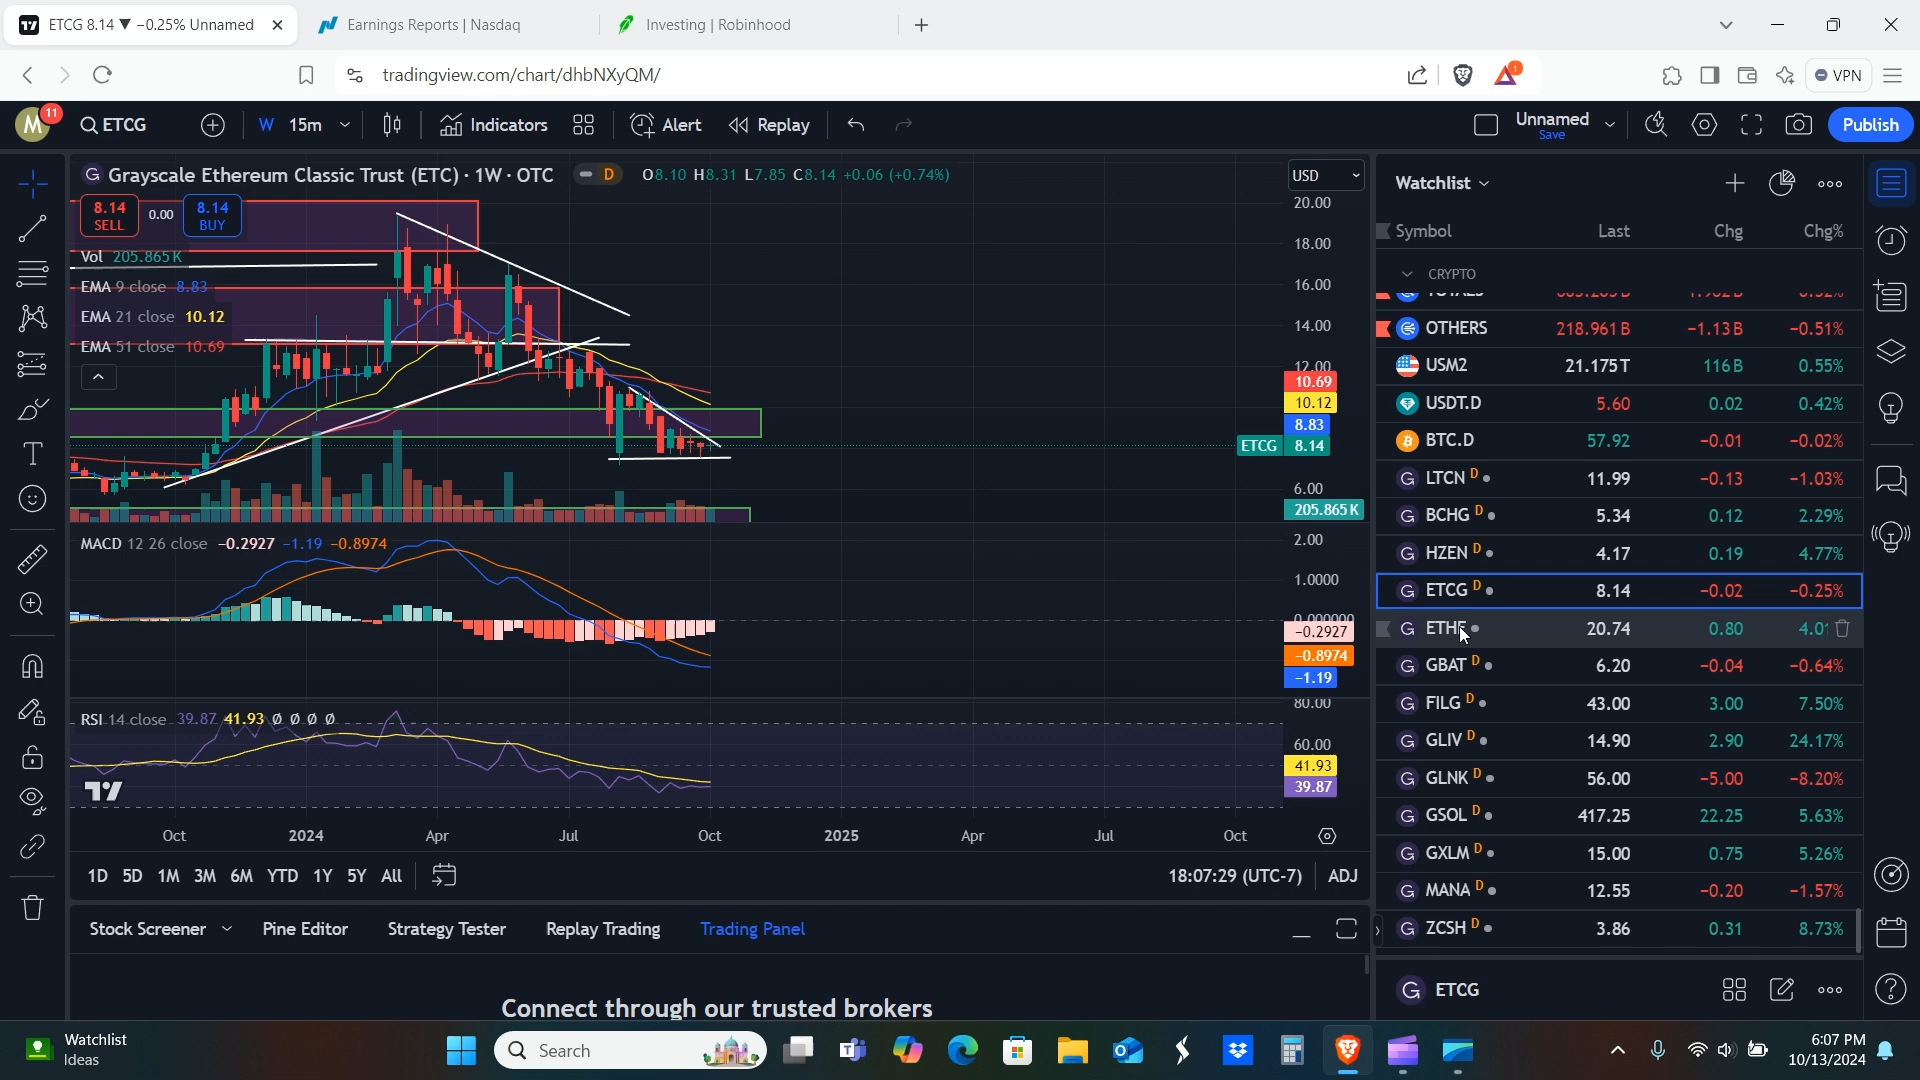 ETCG 8.14 ▼ −0.25% Unnamed
Earnings Reports | Nasdaq
Investing | Robinhood
tradingview.com/chart/dhbNXyQM/
1
VPN
M
11
ETCG
W
15m
Indicators
Alert
Replay
Unnamed
Save
Publish
G Grayscale Ethereum Classic Trust (ETC) · 1W · OTC
D
O8.10 H8.31 L7.85 C8.14 +0.06 (+0.74%)
USD
8.14
SELL
0.00
8.14
BUY
Vol 205.865K
EMA 9 close 8.83
EMA 21 close 10.12
EMA 51 close 10.69
20.00
18.00
16.00
14.00
12.00
10.69
10.12
8.83
ETCG 8.14
6.00
205.865K
MACD 12 26 close −0.2927 −1.19 −0.8974
2.00
1.0000
0.000000
−0.2927
−0.8974
−1.19
RSI 14 close 39.87 41.93 Ø Ø Ø Ø
80.00
60.00
41.93
39.87
Oct 2024 Apr Jul Oct 2025 Apr Jul Oct
1D 5D 1M 3M 6M YTD 1Y 5Y All
18:07:29 (UTC-7)
ADJ
Stock Screener
Pine Editor
Strategy Tester
Replay Trading
Trading Panel
Connect through our trusted brokers
Watchlist
Symbol Last Chg Chg%
CRYPTO
OTHERS 218.961B −1.13B −0.51%
USM2 21.175T 116B 0.55%
USDT.D 5.60 0.02 0.42%
BTC.D 57.92 −0.01 −0.02%
G LTCN D 11.99 −0.13 −1.03%
G BCHG D 5.34 0.12 2.29%
G HZEN D 4.17 0.19 4.77%
G ETCG D 8.14 −0.02 −0.25%
G ETHE 20.74 0.80 4.01
G GBAT D 6.20 −0.04 −0.64%
G FILG D 43.00 3.00 7.50%
G GLIV D 14.90 2.90 24.17%
G GLNK D 56.00 −5.00 −8.20%
G GSOL D 417.25 22.25 5.63%
G GXLM D 15.00 0.75 5.26%
G MANA D 12.55 −0.20 −1.57%
G ZCSH D 3.86 0.31 8.73%
G ETCG
Watchlist
Ideas
Search
6:07 PM
10/13/2024